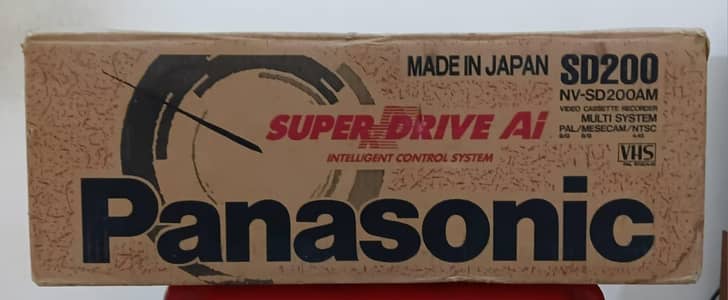 MADE IN JAPAN SD200
NV-SD200AM
VIDEO CASSETTE RECORDER
MULTI SYSTEM
PAL/MESECAM/NTSC
SUPER DRIVE Ai
INTELLIGENT CONTROL SYSTEM
VHS
Panasonic